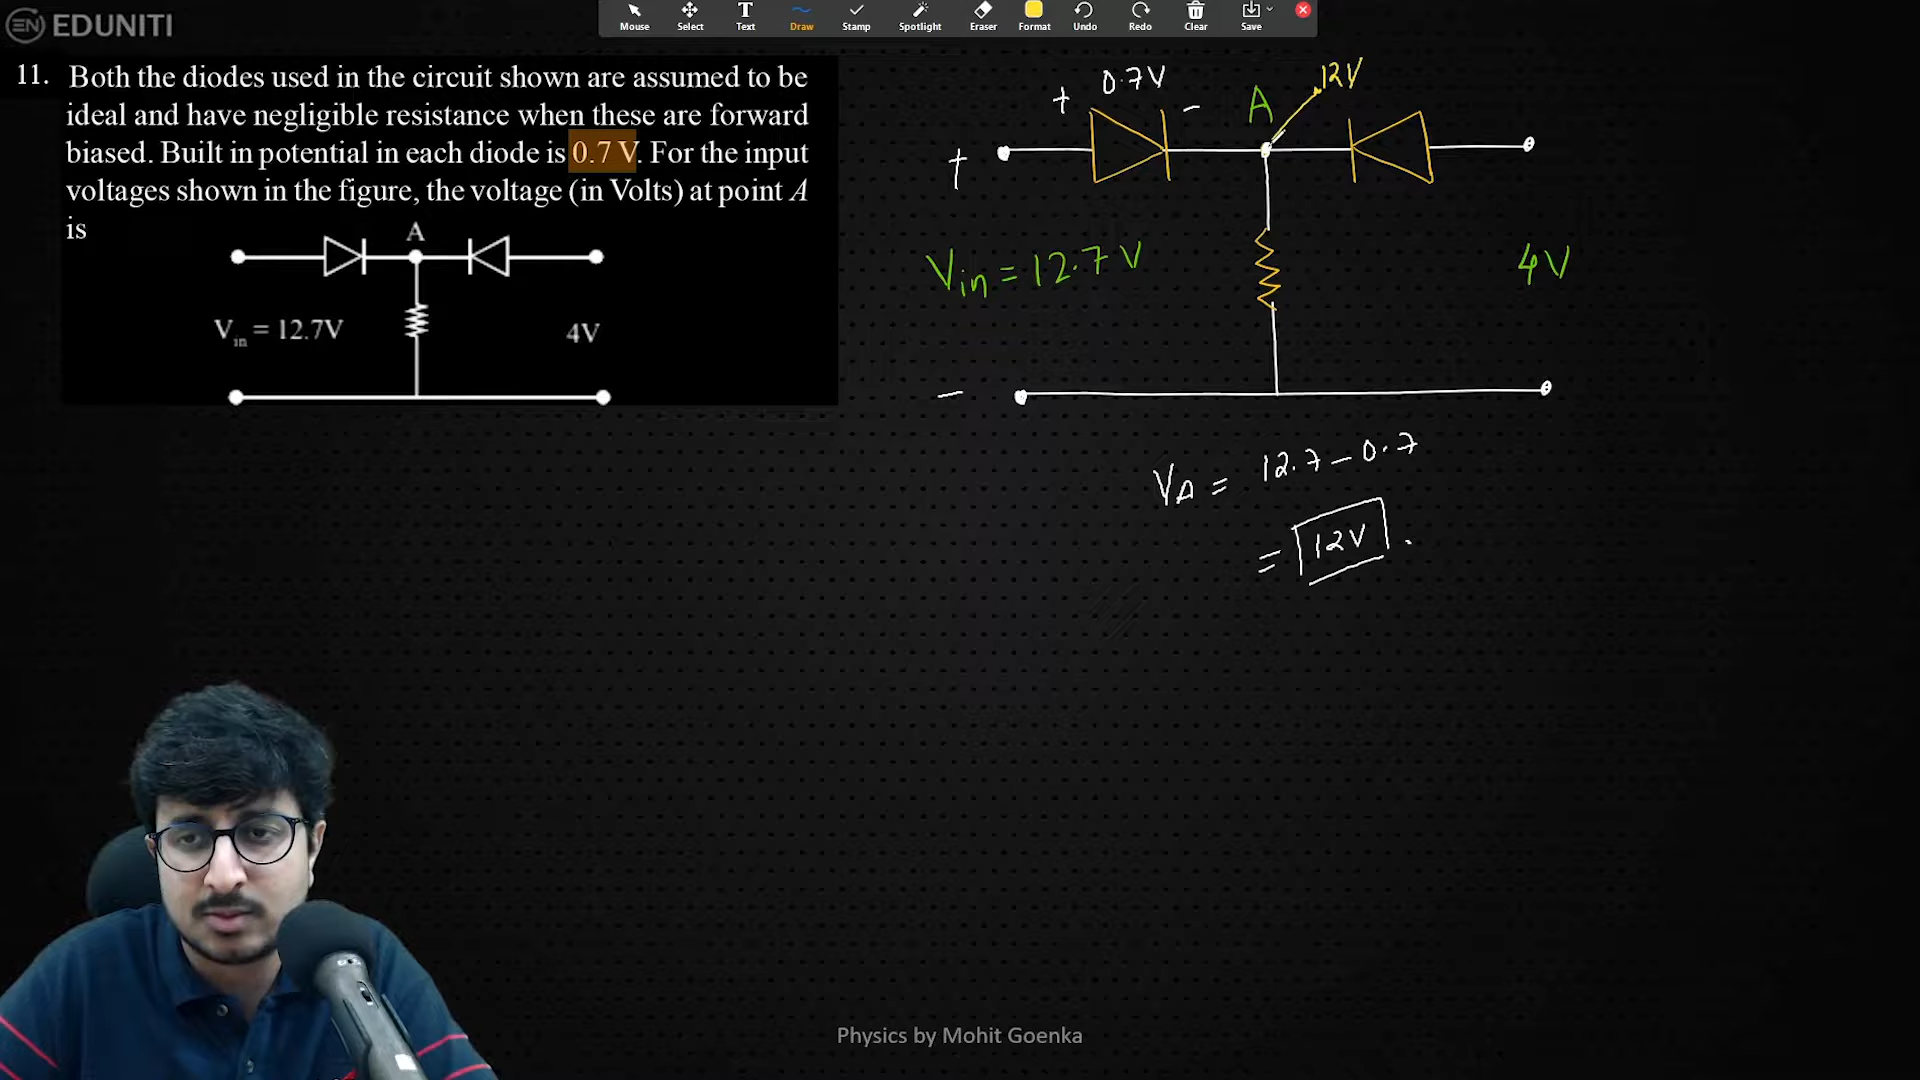 EN EDUNITI
Mouse Select Text Draw Stamp Spotlight Eraser Format Undo Redo Clear Save
11. Both the diodes used in the circuit shown are assumed to be
ideal and have negligible resistance when these are forward
biased. Built in potential in each diode is 0.7 V. For the input
voltages shown in the figure, the voltage (in Volts) at point A
is
A
Vin = 12.7V
4V
+ 0.7V -
A
12V
+
Vin = 12.7 V
4V
-
VA = 12.7 - 0.7
= 12V.
Physics by Mohit Goenka